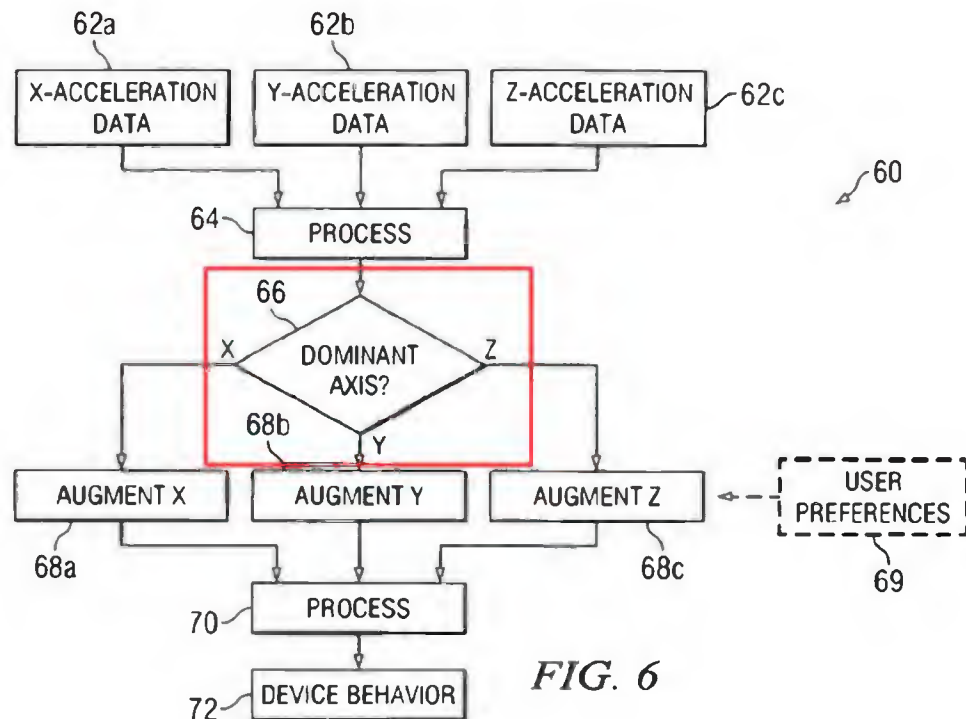 62a
62b
X-ACCELERATION
DATA
Y-ACCELERATION
DATA
Z-ACCELERATION
DATA
62c
60
64
PROCESS
66
X
DOMINANT
AXIS?
Z
68b
Y
AUGMENT X
AUGMENT Y
AUGMENT Z
USER
PREFERENCES
68a
68c
69
70
PROCESS
72
DEVICE BEHAVIOR
FIG. 6